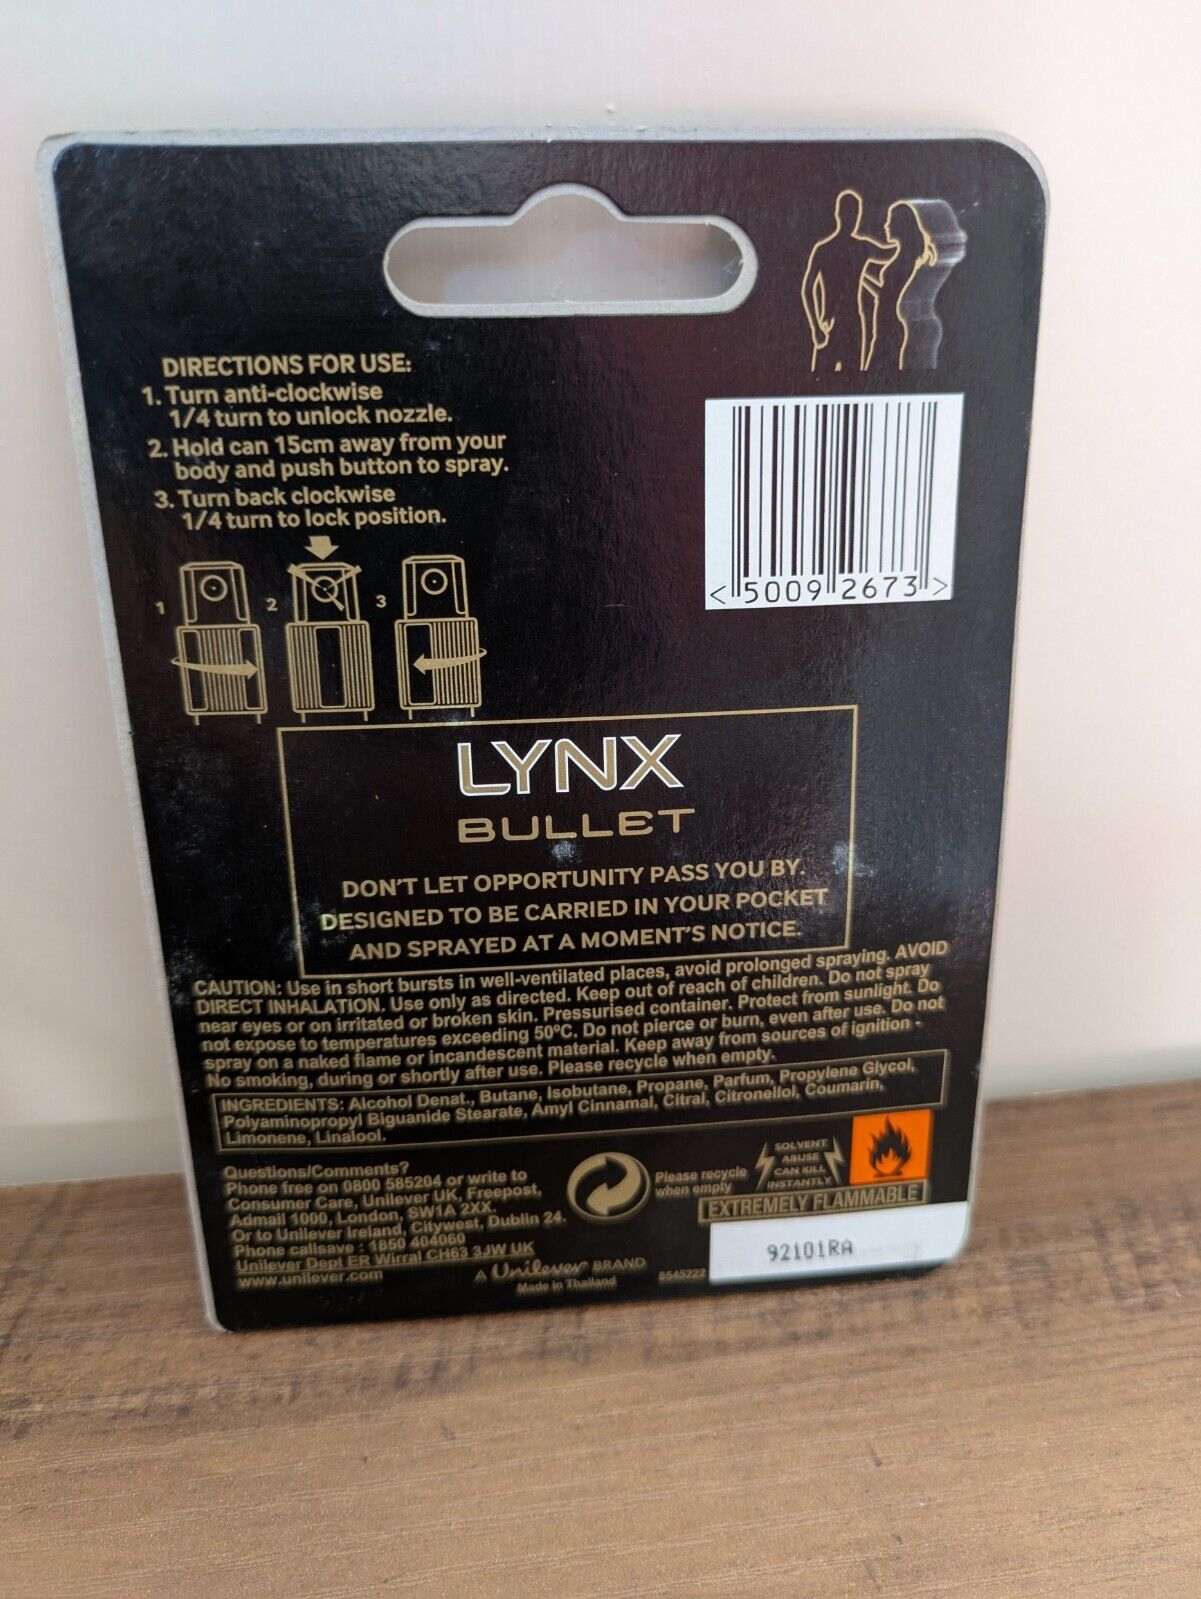 DIRECTIONS FOR USE:
1. Turn anti-clockwise
1/4 turn to unlock nozzle.
2. Hold can 15cm away from your
body and push button to spray.
3. Turn back clockwise
1/4 turn to lock position.
1 2 3
<5009 2673>
LYNX
BULLET
DON'T LET OPPORTUNITY PASS YOU BY.
DESIGNED TO BE CARRIED IN YOUR POCKET
AND SPRAYED AT A MOMENT'S NOTICE.
CAUTION: Use in short bursts in well-ventilated places, avoid prolonged spraying. AVOID
DIRECT INHALATION. Use only as directed. Keep out of reach of children. Do not spray
near eyes or on irritated or broken skin. Pressurised container. Protect from sunlight. Do
not expose to temperatures exceeding 50ºC. Do not pierce or burn, even after use. Do not
spray on a naked flame or incandescent material. Keep away from sources of ignition -
No smoking, during or shortly after use. Please recycle when empty.
INGREDIENTS: Alcohol Denat., Butane, Isobutane, Propane, Parfum, Propylene Glycol,
Polyaminopropyl Biguanide Stearate, Amyl Cinnamal, Citral, Citronellol, Coumarin,
Limonene, Linalool.
Questions/Comments?
Phone free on 0800 585204 or write to
Consumer Care, Unilever UK, Freepost,
Admail 1000, London, SW1A 2XX.
Or to Unilever Ireland, Citywest, Dublin 24.
Phone callsave : 1850 404060
Unilever Dept ER Wirral CH63 3JW UK
www.unilever.com
A Unilever BRAND
Made in Thailand
Please recycle
when empty
SOLVENT
ABUSE
CAN KILL
INSTANTLY
EXTREMELY FLAMMABLE
8545222
92101RA